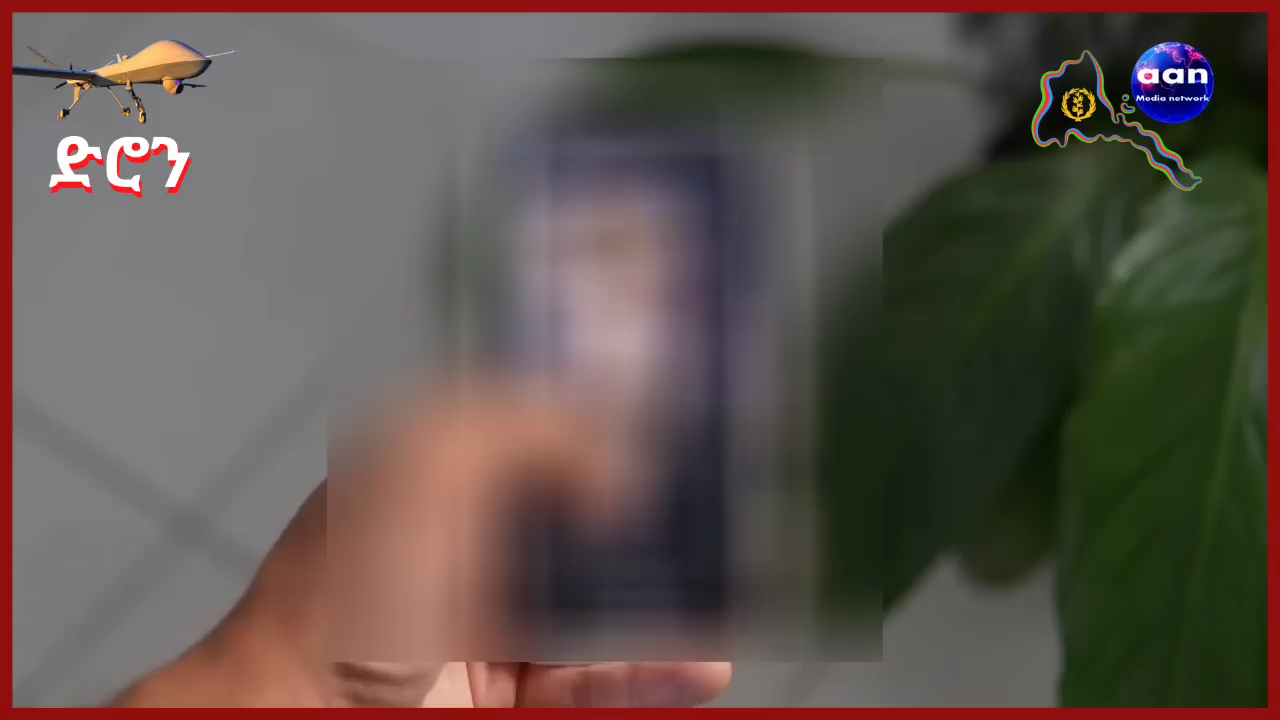 ድሮን
aan
Media network